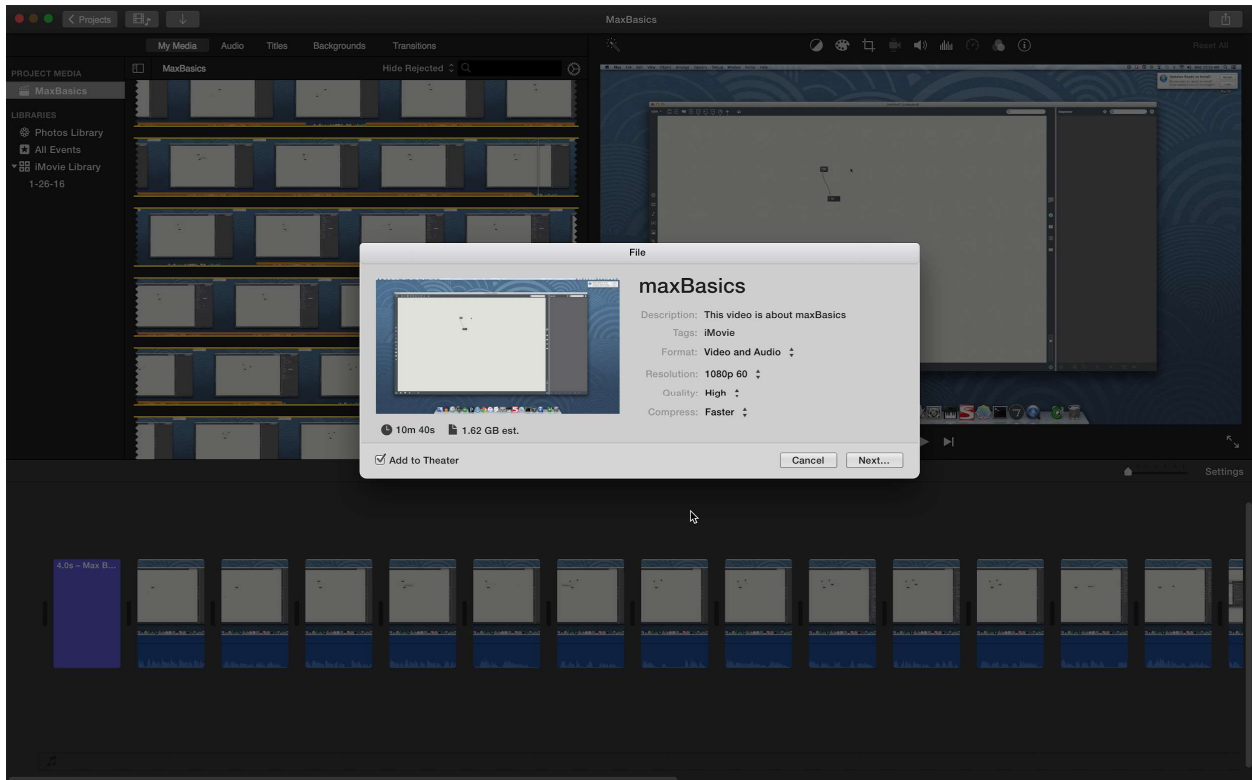 Projects
MaxBasics
My Media Audio Titles Backgrounds Transitions
Reset All
PROJECT MEDIA
MaxBasics
LIBRARIES
Photos Library
All Events
iMovie Library
1-26-16
MaxBasics Hide Rejected
File
maxBasics
Description: This video is about maxBasics
Tags: iMovie
Format: Video and Audio
Resolution: 1080p 60
Quality: High
Compress: Faster
10m 40s 1.62 GB est.
Add to Theater
Cancel Next...
Settings
4.0s – Max B...